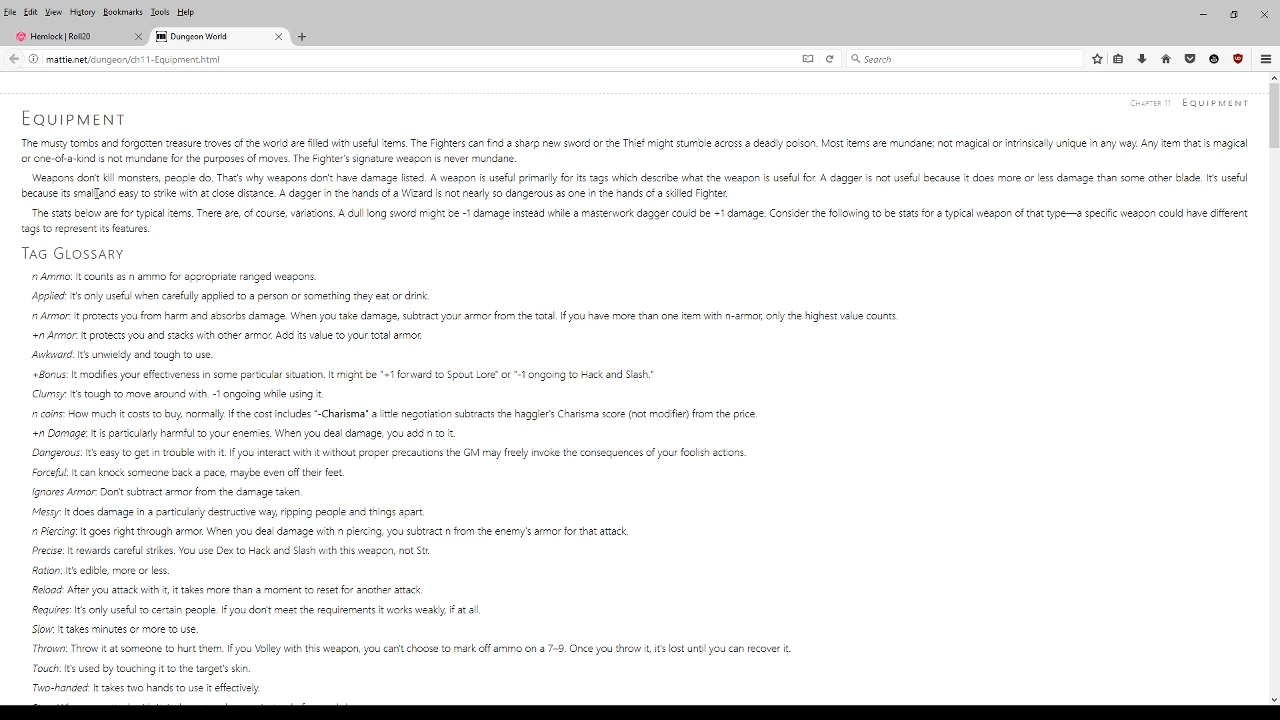 File Edit View History Bookmarks Tools Help
Hemlock | Roll20
Dungeon World
mattie.net/dungeon/ch11-Equipment.html
Search
Chapter 11 Equipment
Equipment
The musty tombs and forgotten treasure troves of the world are filled with useful items. The Fighters can find a sharp new sword or the Thief might stumble across a deadly poison. Most items are mundane; not magical or intrinsically unique in any way. Any item that is magical
or one-of-a-kind is not mundane for the purposes of moves. The Fighter's signature weapon is never mundane.
Weapons don't kill monsters, people do. That's why weapons don't have damage listed. A weapon is useful primarily for its tags which describe what the weapon is useful for. A dagger is not useful because it does more or less damage than some other blade. It's useful
because its small and easy to strike with at close distance. A dagger in the hands of a Wizard is not nearly so dangerous as one in the hands of a skilled Fighter.
The stats below are for typical items. There are, of course, variations. A dull long sword might be -1 damage instead while a masterwork dagger could be +1 damage. Consider the following to be stats for a typical weapon of that type—a specific weapon could have different
tags to represent its features.
Tag Glossary
n Ammo: It counts as n ammo for appropriate ranged weapons.
Applied: It's only useful when carefully applied to a person or something they eat or drink.
n Armor: It protects you from harm and absorbs damage. When you take damage, subtract your armor from the total. If you have more than one item with n-armor, only the highest value counts.
+n Armor: It protects you and stacks with other armor. Add its value to your total armor.
Awkward: It's unwieldy and tough to use.
+Bonus: It modifies your effectiveness in some particular situation. It might be "+1 forward to Spout Lore" or "-1 ongoing to Hack and Slash."
Clumsy: It's tough to move around with. -1 ongoing while using it.
n coins: How much it costs to buy, normally. If the cost includes "-Charisma" a little negotiation subtracts the haggler's Charisma score (not modifier) from the price.
+n Damage: It is particularly harmful to your enemies. When you deal damage, you add n to it.
Dangerous: It's easy to get in trouble with it. If you interact with it without proper precautions the GM may freely invoke the consequences of your foolish actions.
Forceful: It can knock someone back a pace, maybe even off their feet.
Ignores Armor: Don't subtract armor from the damage taken.
Messy: It does damage in a particularly destructive way, ripping people and things apart.
n Piercing: It goes right through armor. When you deal damage with n piercing, you subtract n from the enemy's armor for that attack.
Precise: It rewards careful strikes. You use Dex to Hack and Slash with this weapon, not Str.
Ration: It's edible, more or less.
Reload: After you attack with it, it takes more than a moment to reset for another attack.
Requires: It's only useful to certain people. If you don't meet the requirements it works weakly, if at all.
Slow: It takes minutes or more to use.
Thrown: Throw it at someone to hurt them. If you Volley with this weapon, you can't choose to mark off ammo on a 7–9. Once you throw it, it's lost until you can recover it.
Touch: It's used by touching it to the target's skin.
Two-handed: It takes two hands to use it effectively.